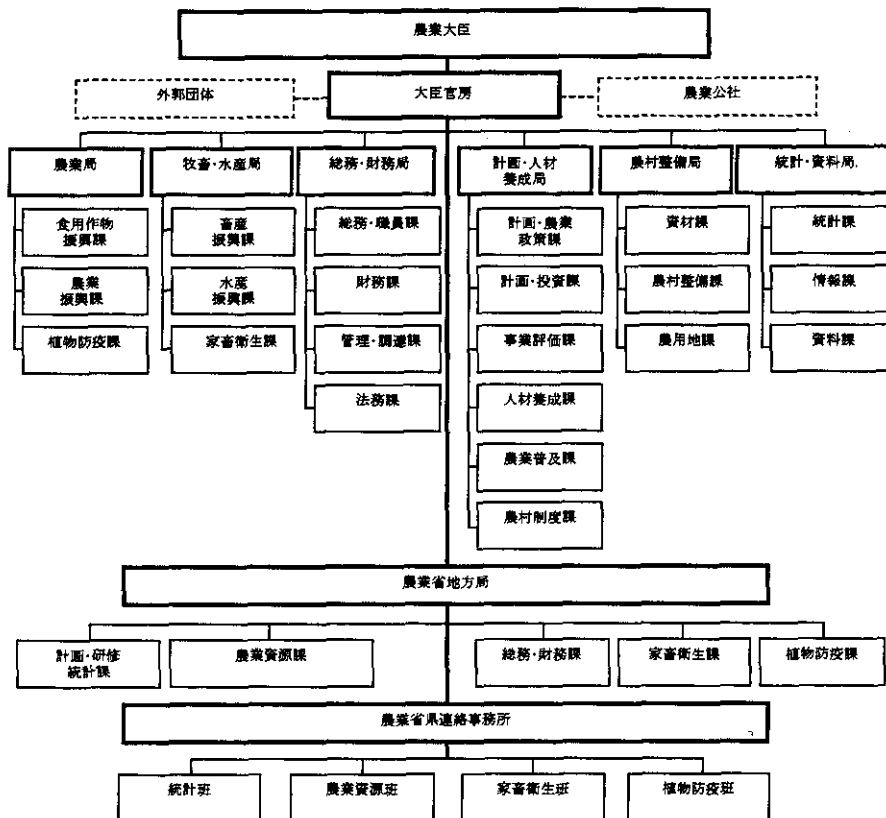 農業大臣
外郭団体
大臣官房
農業公社
農業局
牧畜・水産局
総務・財務局
計画・人材
養成局
農村整備局
統計・資料局
食用作物
振興課
農業
振興課
植物防疫課
畜産
振興課
水産
振興課
家畜衛生課
総務・職員課
財務課
管理・調達課
法務課
計画・農業
政策課
計画・投資課
事業評価課
人材養成課
農業普及課
農村制度課
資材課
農村整備課
農用地課
統計課
情報課
資料課
農業省地方局
計画・研修
統計課
農業資源課
総務・財務課
家畜衛生課
植物防疫課
農業省県連絡事務所
統計班
農業資源班
家畜衛生班
植物防疫班